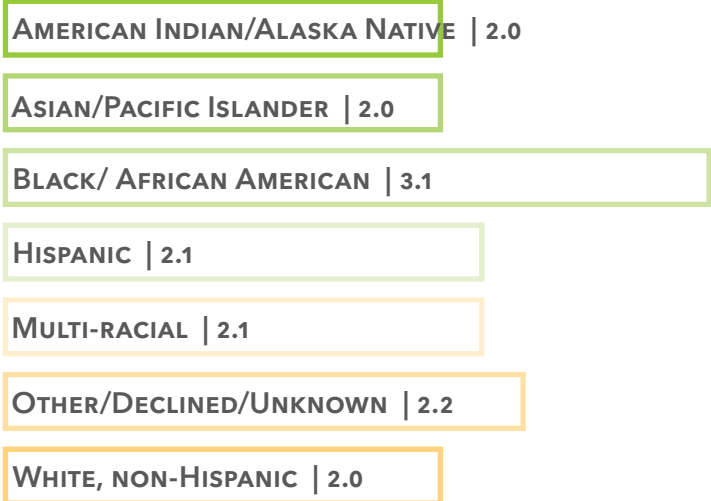 American Indian/Alaska Native | 2.0
Asian/Pacific Islander | 2.0
Black/ African American | 3.1
Hispanic | 2.1
Multi-racial | 2.1
Other/Declined/Unknown | 2.2
White, non-Hispanic | 2.0